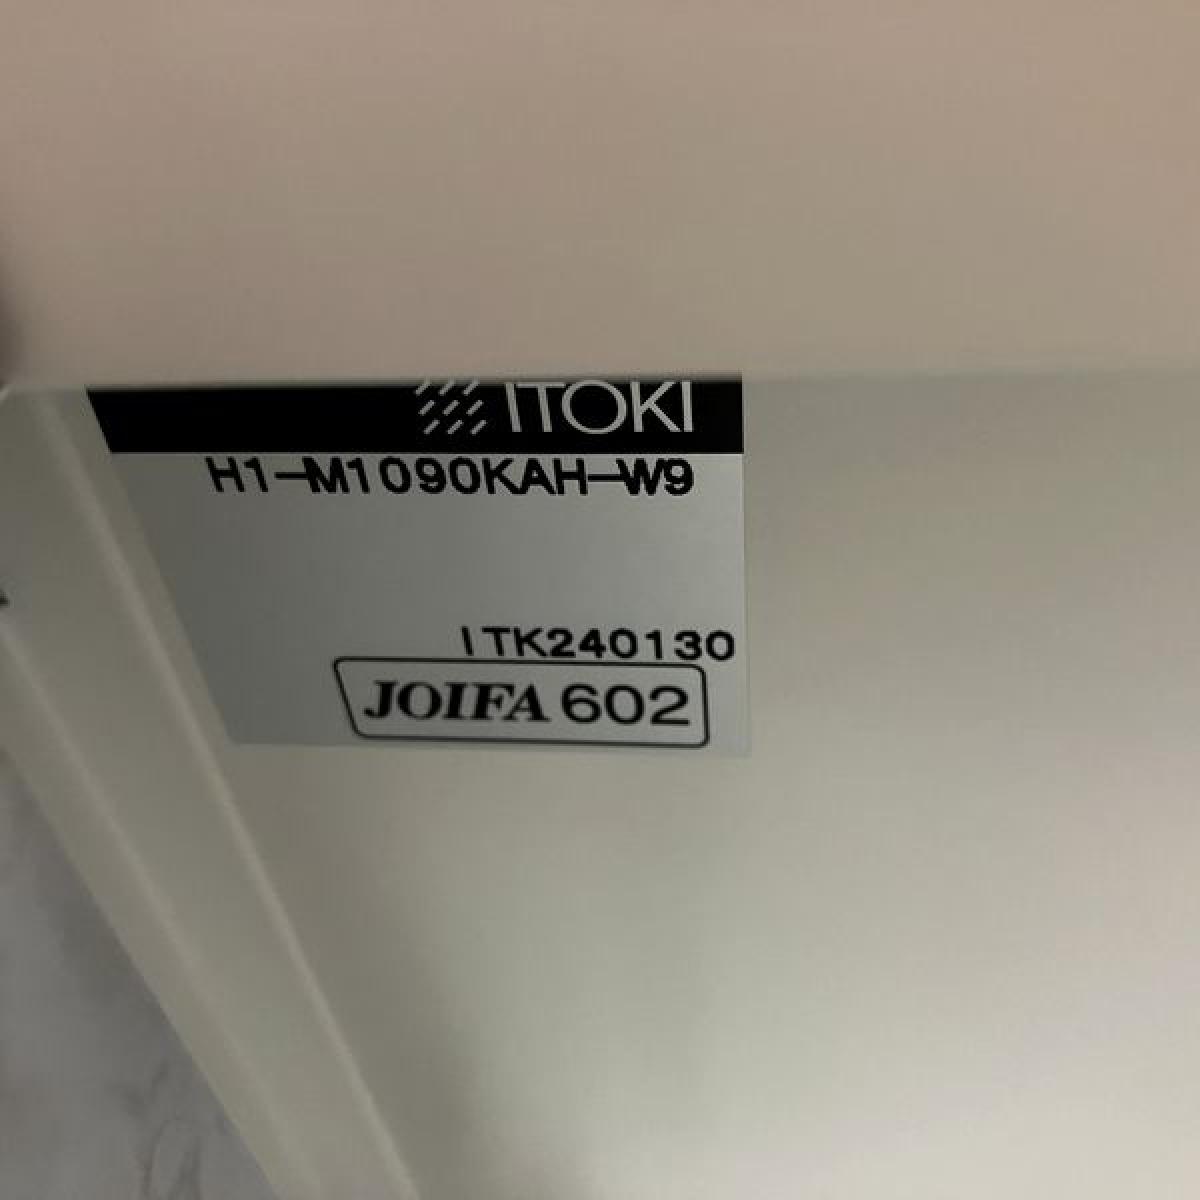 ITOKI
H1-M1090KAH-W9
ITK240130
JOIFA 602